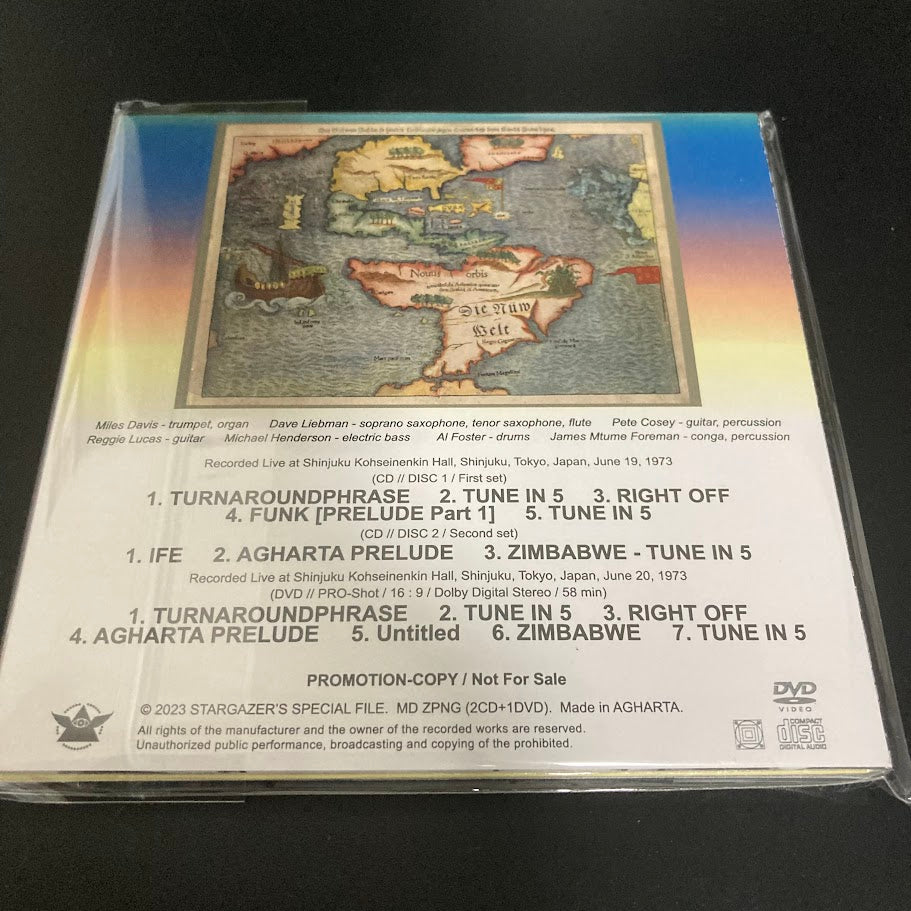 Nouus orbis
Die Nüw
Welt
Miles Davis - trumpet, organ Dave Liebman - soprano saxophone, tenor saxophone, flute Pete Cosey - guitar, percussion
Reggie Lucas - guitar Michael Henderson - electric bass Al Foster - drums James Mtume Foreman - conga, percussion
Recorded Live at Shinjuku Kohseinenkin Hall, Shinjuku, Tokyo, Japan, June 19, 1973
(CD // DISC 1 / First set)
1. TURNAROUNDPHRASE 2. TUNE IN 5 3. RIGHT OFF
4. FUNK [PRELUDE Part 1] 5. TUNE IN 5
(CD // DISC 2 / Second set)
1. IFE 2. AGHARTA PRELUDE 3. ZIMBABWE - TUNE IN 5
Recorded Live at Shinjuku Kohseinenkin Hall, Shinjuku, Tokyo, Japan, June 20, 1973
(DVD // PRO-Shot / 16 : 9 / Dolby Digital Stereo / 58 min)
1. TURNAROUNDPHRASE 2. TUNE IN 5 3. RIGHT OFF
4. AGHARTA PRELUDE 5. Untitled 6. ZIMBABWE 7. TUNE IN 5
PROMOTION-COPY / Not For Sale
© 2023 STARGAZER'S SPECIAL FILE. MD ZPNG (2CD+1DVD). Made in AGHARTA.
All rights of the manufacturer and the owner of the recorded works are reserved.
Unauthorized public performance, broadcasting and copying of the prohibited.
DVD
VIDEO
COMPACT
disc
DIGITAL AUDIO